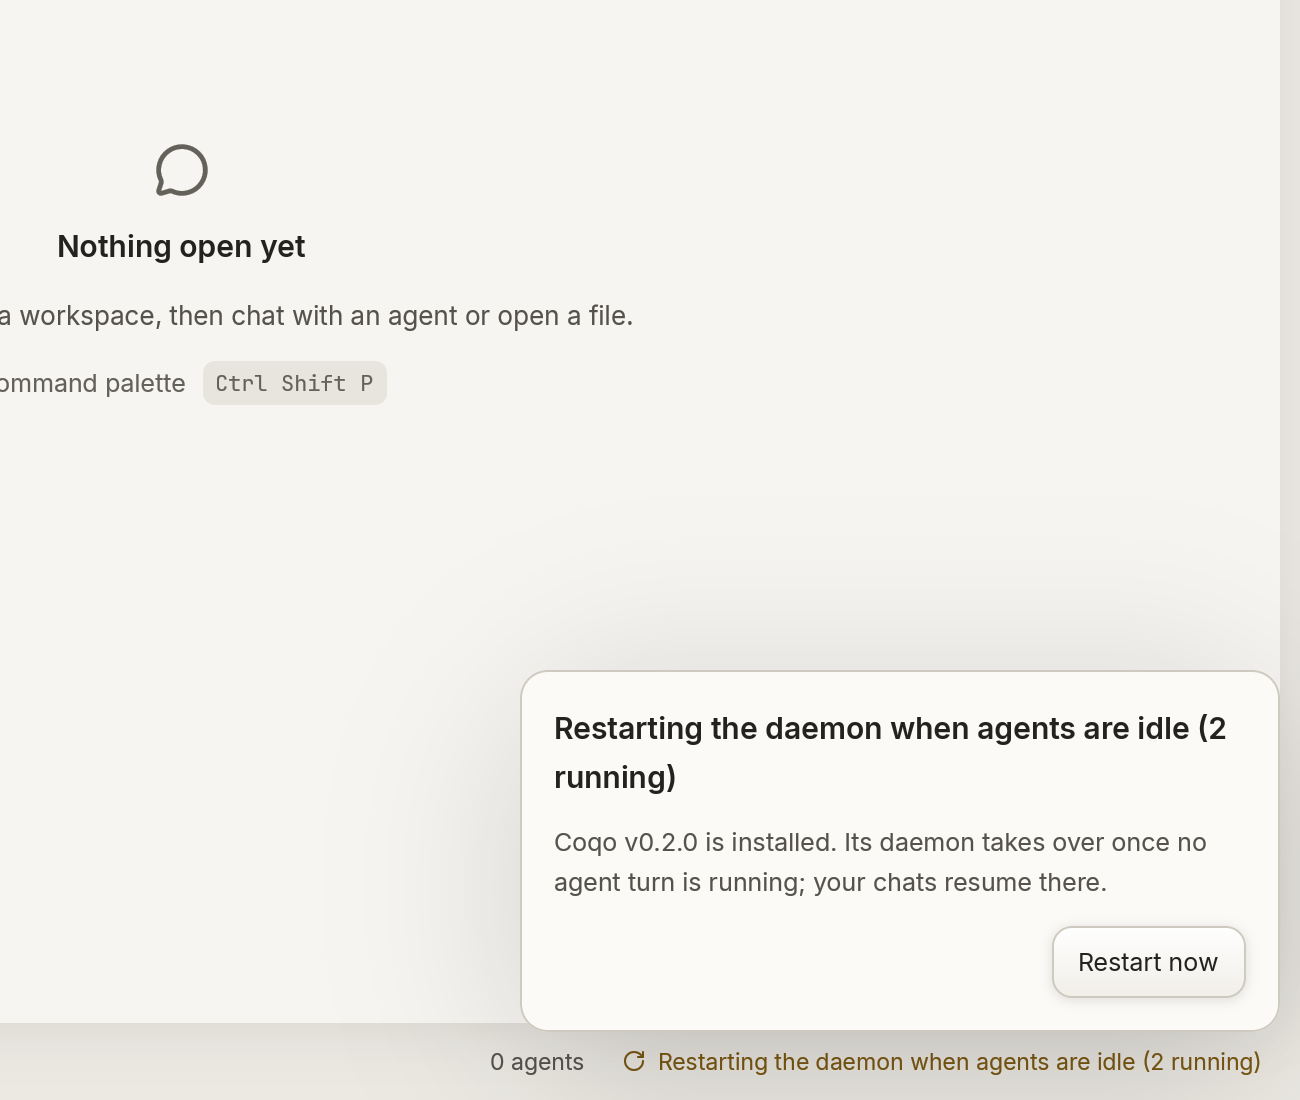 Nothing open yet
a workspace, then chat with an agent or open a file.
ommand palette Ctrl Shift P
Restarting the daemon when agents are idle (2
running)
Coqo v0.2.0 is installed. Its daemon takes over once no
agent turn is running; your chats resume there.
Restart now
0 agents Restarting the daemon when agents are idle (2 running)